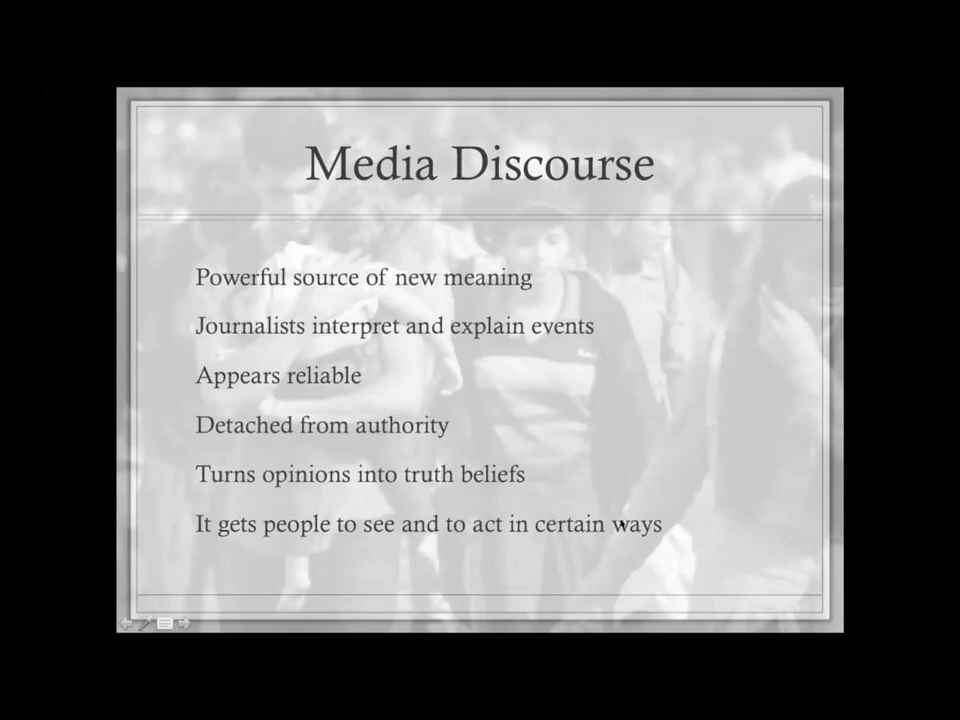 Media Discourse
Powerful source of new meaning
Journalists interpret and explain events
Appears reliable
Detached from authority
Turns opinions into truth beliefs
It gets people to see and to act in certain ways